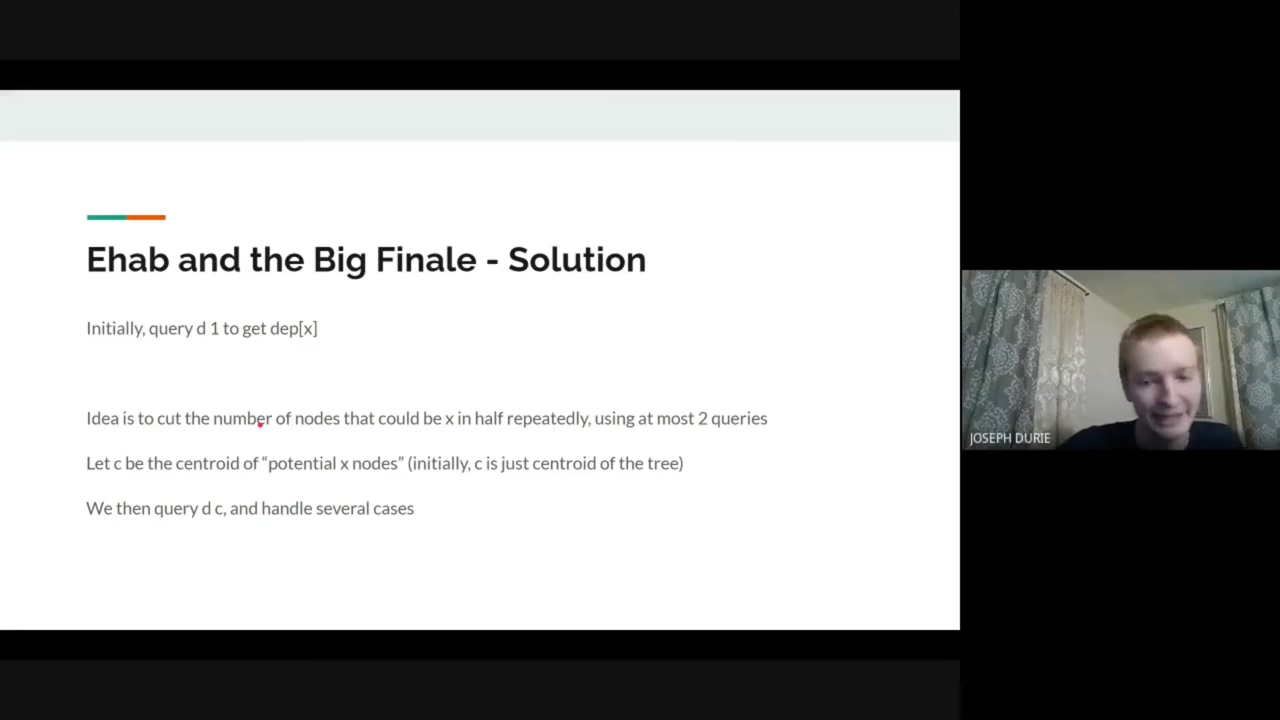 Ehab and the Big Finale - Solution
Initially, query d 1 to get dep[x]
Idea is to cut the number of nodes that could be x in half repeatedly, using at most 2 queries
Let c be the centroid of “potential x nodes” (initially, c is just centroid of the tree)
We then query d c, and handle several cases
JOSEPH DURIE